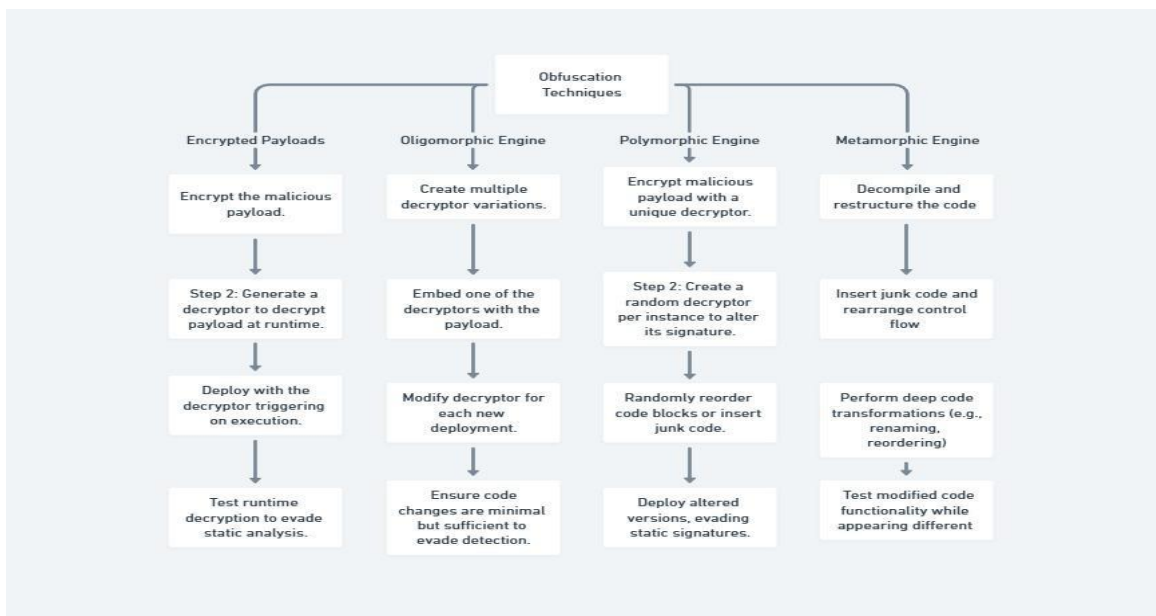 Obfuscation
Techniques
Encrypted Payloads
Oligomorphic Engine
Polymorphic Engine
Metamorphic Engine
Encrypt the malicious
payload.
Create multiple
decryptor variations.
Encrypt malicious
payload with a
unique decryptor.
Decompile and
restructure the code
Step 2: Generate a
decryptor to decrypt
payload at runtime.
Embed one of the
decryptors with the
payload.
Step 2: Create a
random decryptor
per instance to alter
its signature.
Insert junk code and
rearrange control
flow
Deploy with the
decryptor triggering
on execution.
Modify decryptor for
each new
deployment.
Randomly reorder
code blocks or insert
junk code.
Perform deep code
transformations (e.g.,
renaming,
reordering)
Test runtime
decryption to evade
static analysis.
Ensure code
changes are minimal
but sufficient to
evade detection.
Deploy altered
versions, evading
static signatures.
Test modified code
functionality while
appearing different